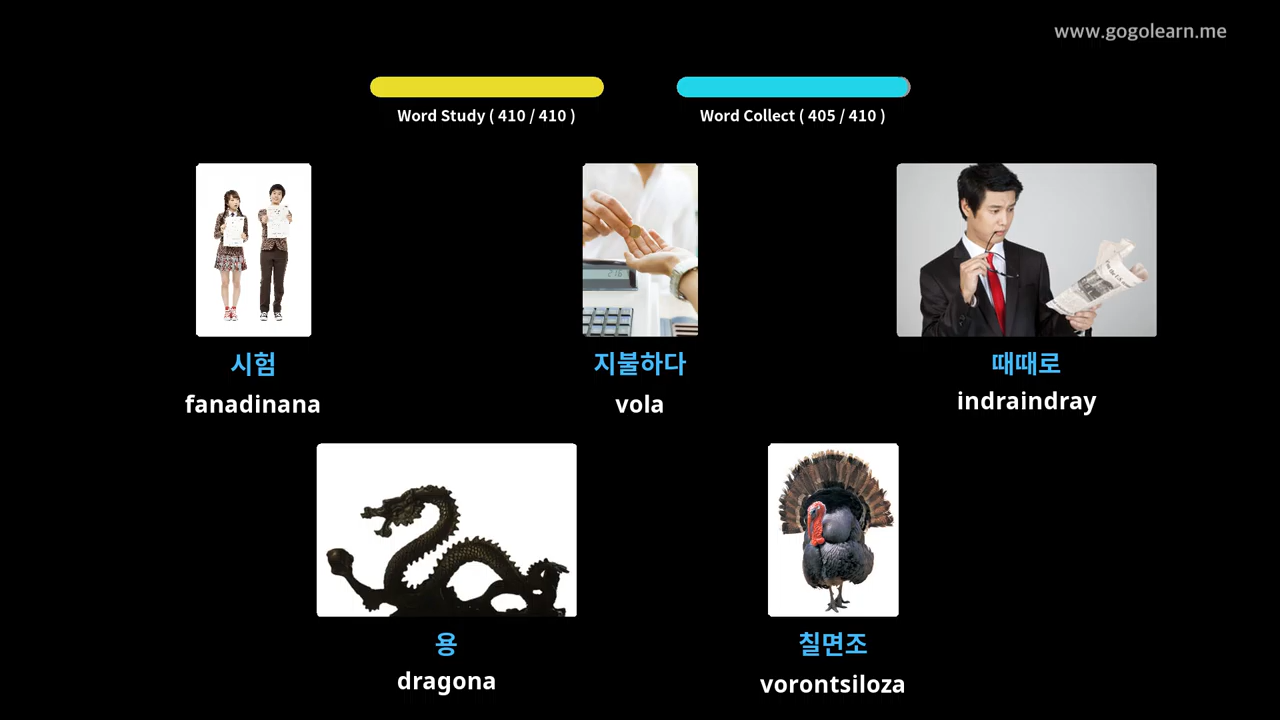 www.gogolearn.me
Word Study ( 410 / 410 )
Word Collect ( 405 / 410 )
시험
지불하다
때때로
fanadinana
vola
indraindray
용
칠면조
dragona
vorontsiloza